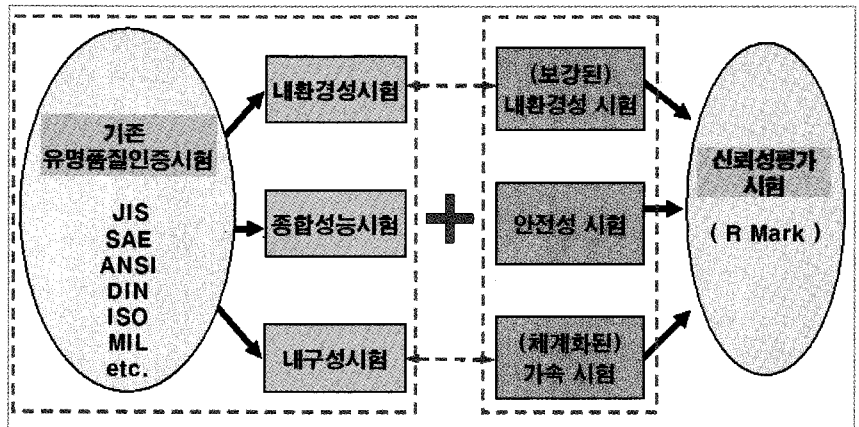 기존
유명품질인증시험
JIS
SAE
ANSI
DIN
ISO
MIL
etc.
내환경성시험
종합성능시험
내구성시험
+
(보강된)
내환경성 시험
안전성 시험
(체계화된)
가속 시험
신뢰성평가
시험
( R Mark )